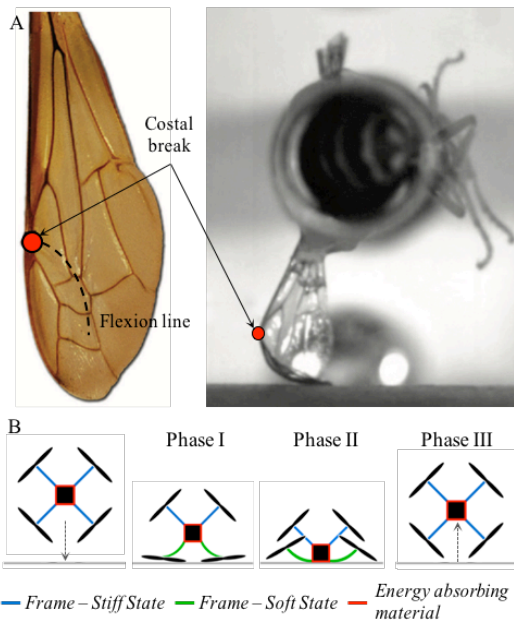 A
Costal
break
Flexion line
B
Phase I
Phase II
Phase III
Frame – Stiff State
Frame – Soft State
Energy absorbing
material